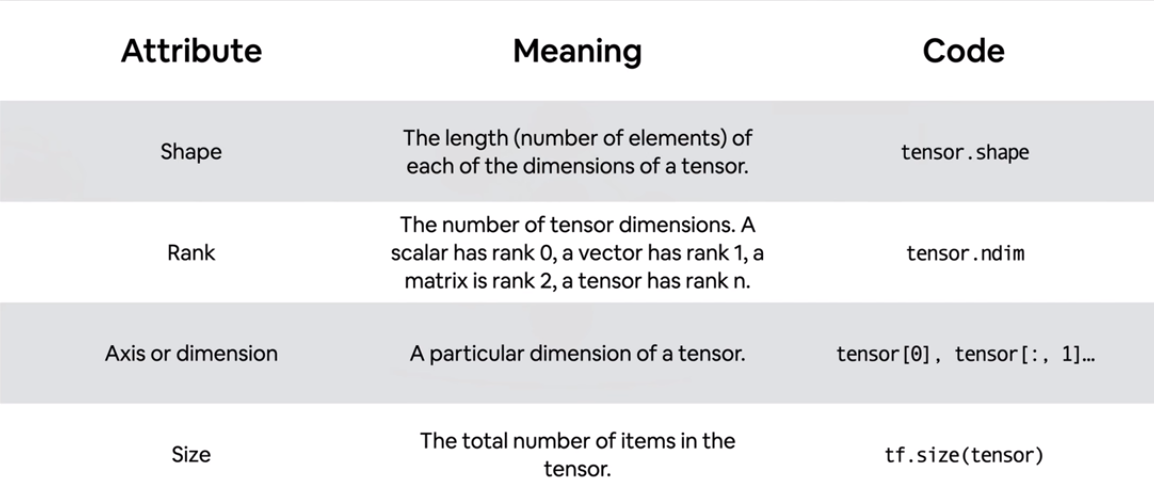 Attribute Meaning Code
Shape
The length (number of elements) of
each of the dimensions of a tensor.
tensor.shape
Rank
The number of tensor dimensions. A
scalar has rank 0, a vector has rank 1, a
matrix is rank 2, a tensor has rank n.
tensor.ndim
Axis or dimension
A particular dimension of a tensor.
tensor[0], tensor[:, 1]…
Size
The total number of items in the
tensor.
tf.size(tensor)